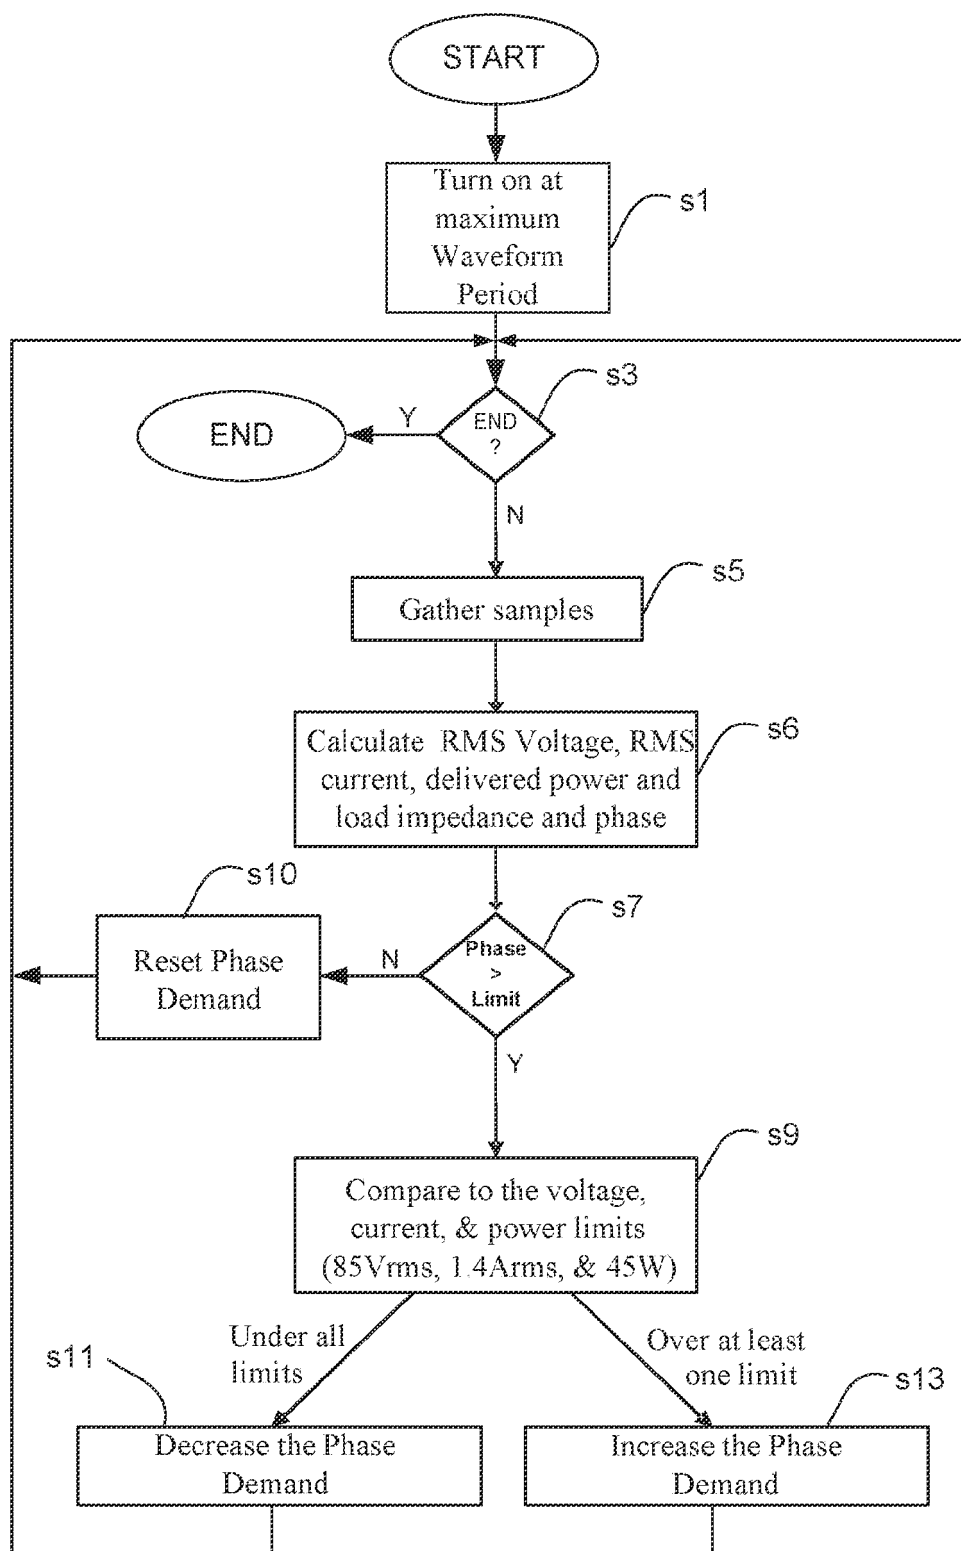 START
Turn on at
maximum
Waveform
Period
s1
s3
END
?
Y
END
N
s5
Gather samples
s6
Calculate RMS Voltage, RMS
current, delivered power and
load impedance and phase
s10
s7
Reset Phase
Demand
N
Phase
>
Limit
Y
s9
Compare to the voltage,
current, & power limits
(85Vrms, 1.4Arms, & 45W)
Under all
limits
Over at least
one limit
s11
s13
Decrease the Phase
Demand
Increase the Phase
Demand